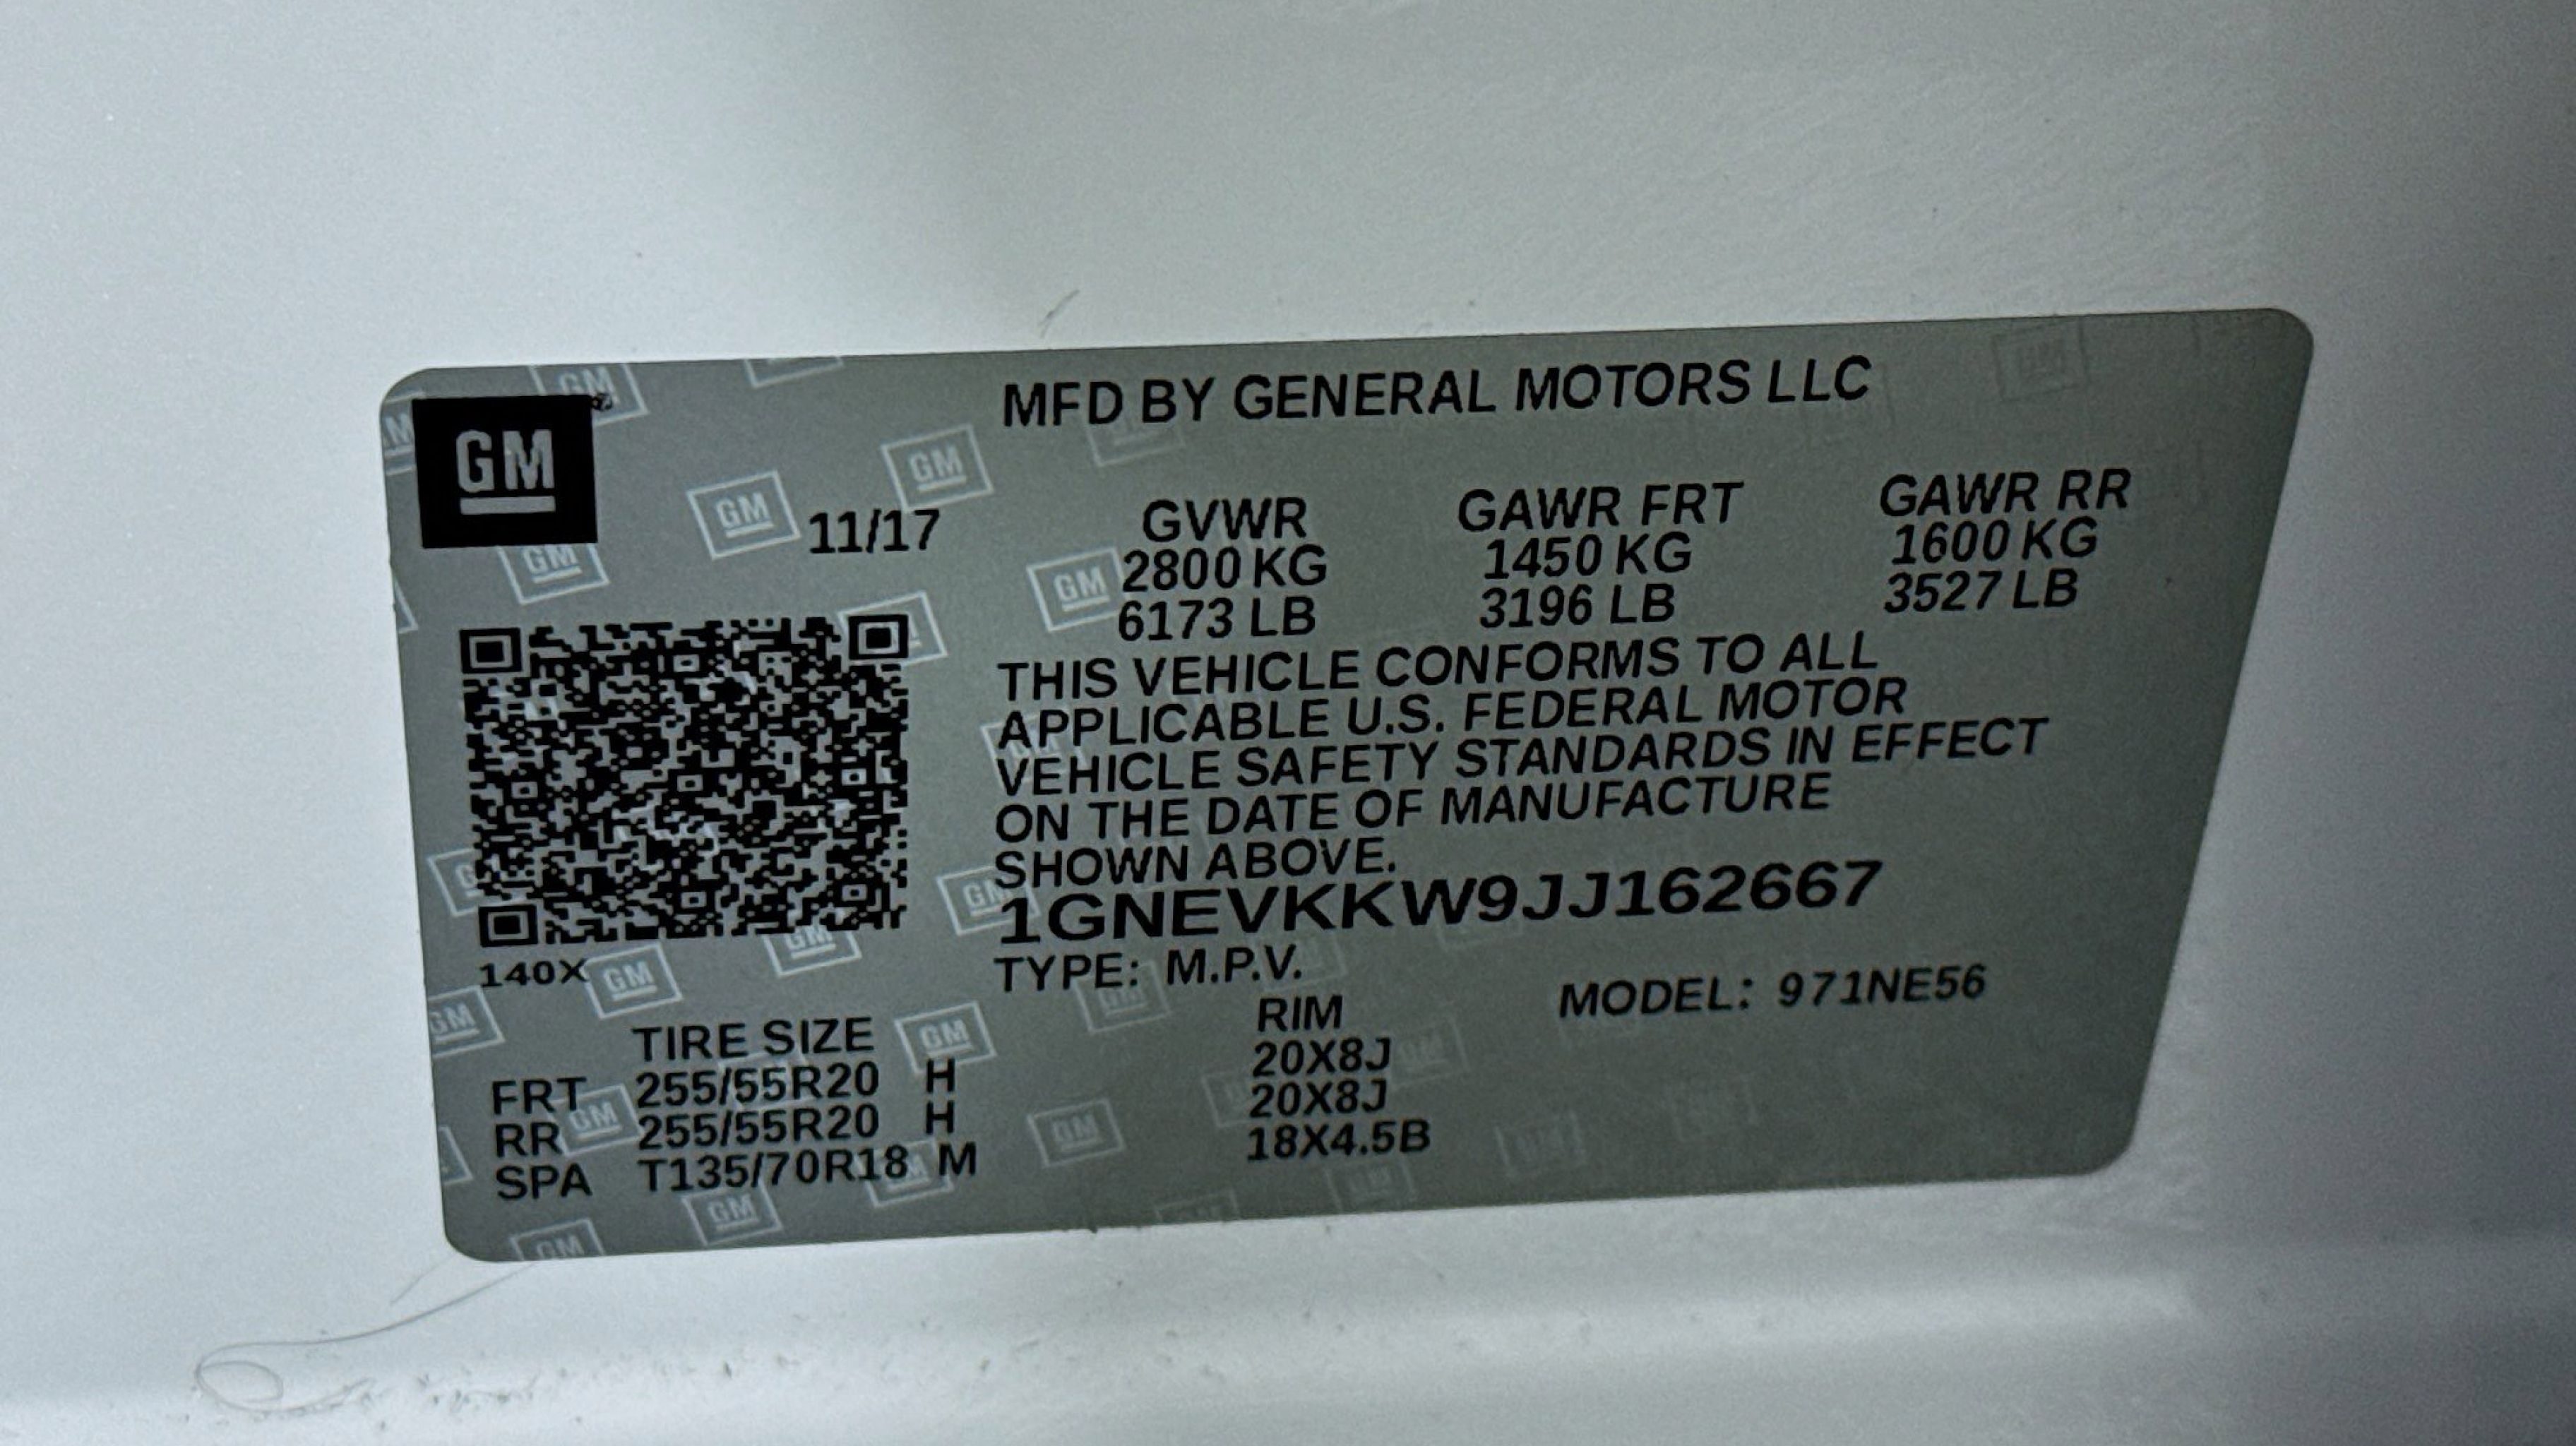 GM
MFD BY GENERAL MOTORS LLC
11/17
GVWR GAWR FRT GAWR RR
2800 KG 1450 KG 1600 KG
6173 LB 3196 LB 3527 LB
THIS VEHICLE CONFORMS TO ALL
APPLICABLE U.S. FEDERAL MOTOR
VEHICLE SAFETY STANDARDS IN EFFECT
ON THE DATE OF MANUFACTURE
SHOWN ABOVE.
1GNEVKKW9JJ162667
140X
TYPE: M.P.V. MODEL: 971NE56
TIRE SIZE RIM
FRT 255/55R20 H 20X8J
RR 255/55R20 H 20X8J
SPA T135/70R18 M 18X4.5B